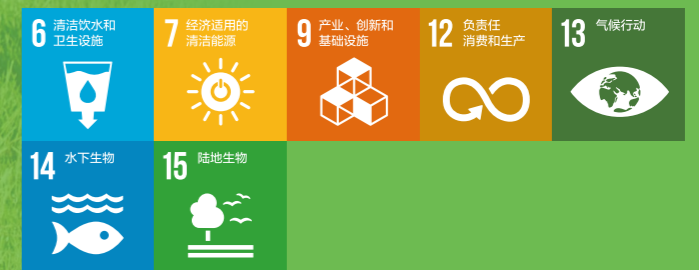 6 清洁饮水和
卫生设施
7 经济适用的
清洁能源
9 产业、创新和
基础设施
12 负责任
消费和生产
13 气候行动
14 水下生物
15 陆地生物